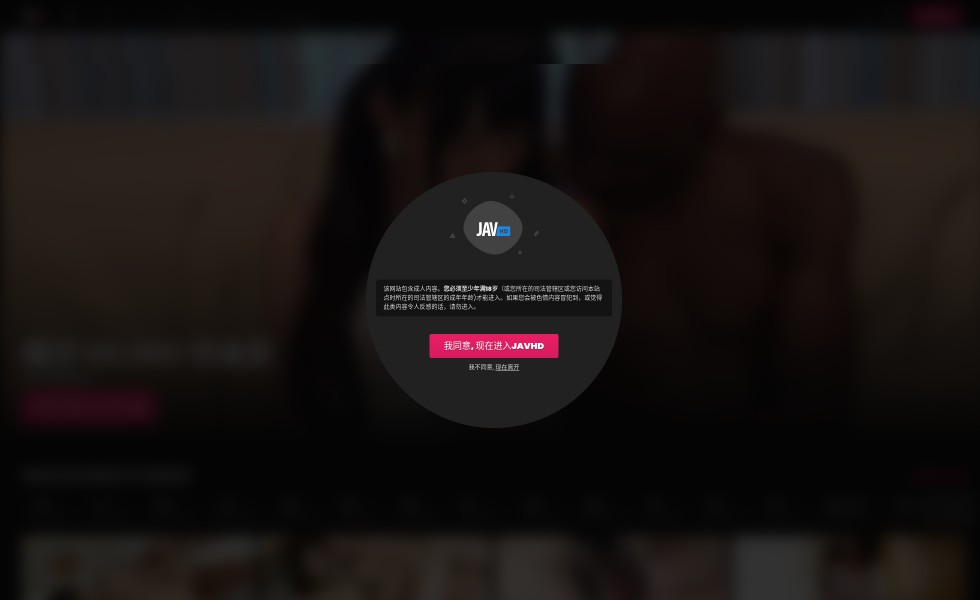 JAV HD
该网站包含成人内容。您必须至少年满18岁（或您所在的司法管辖区或您访问本站
点时所在的司法管辖区的成年年龄)才能进入。如果您会被色情内容冒犯到，或觉得
此类内容令人反感的话，请勿进入。
我同意, 现在进入JAVHD
我不同意, 现在离开